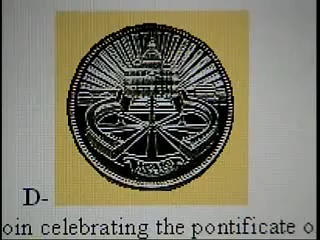 D-
oin celebrating the pontificate o